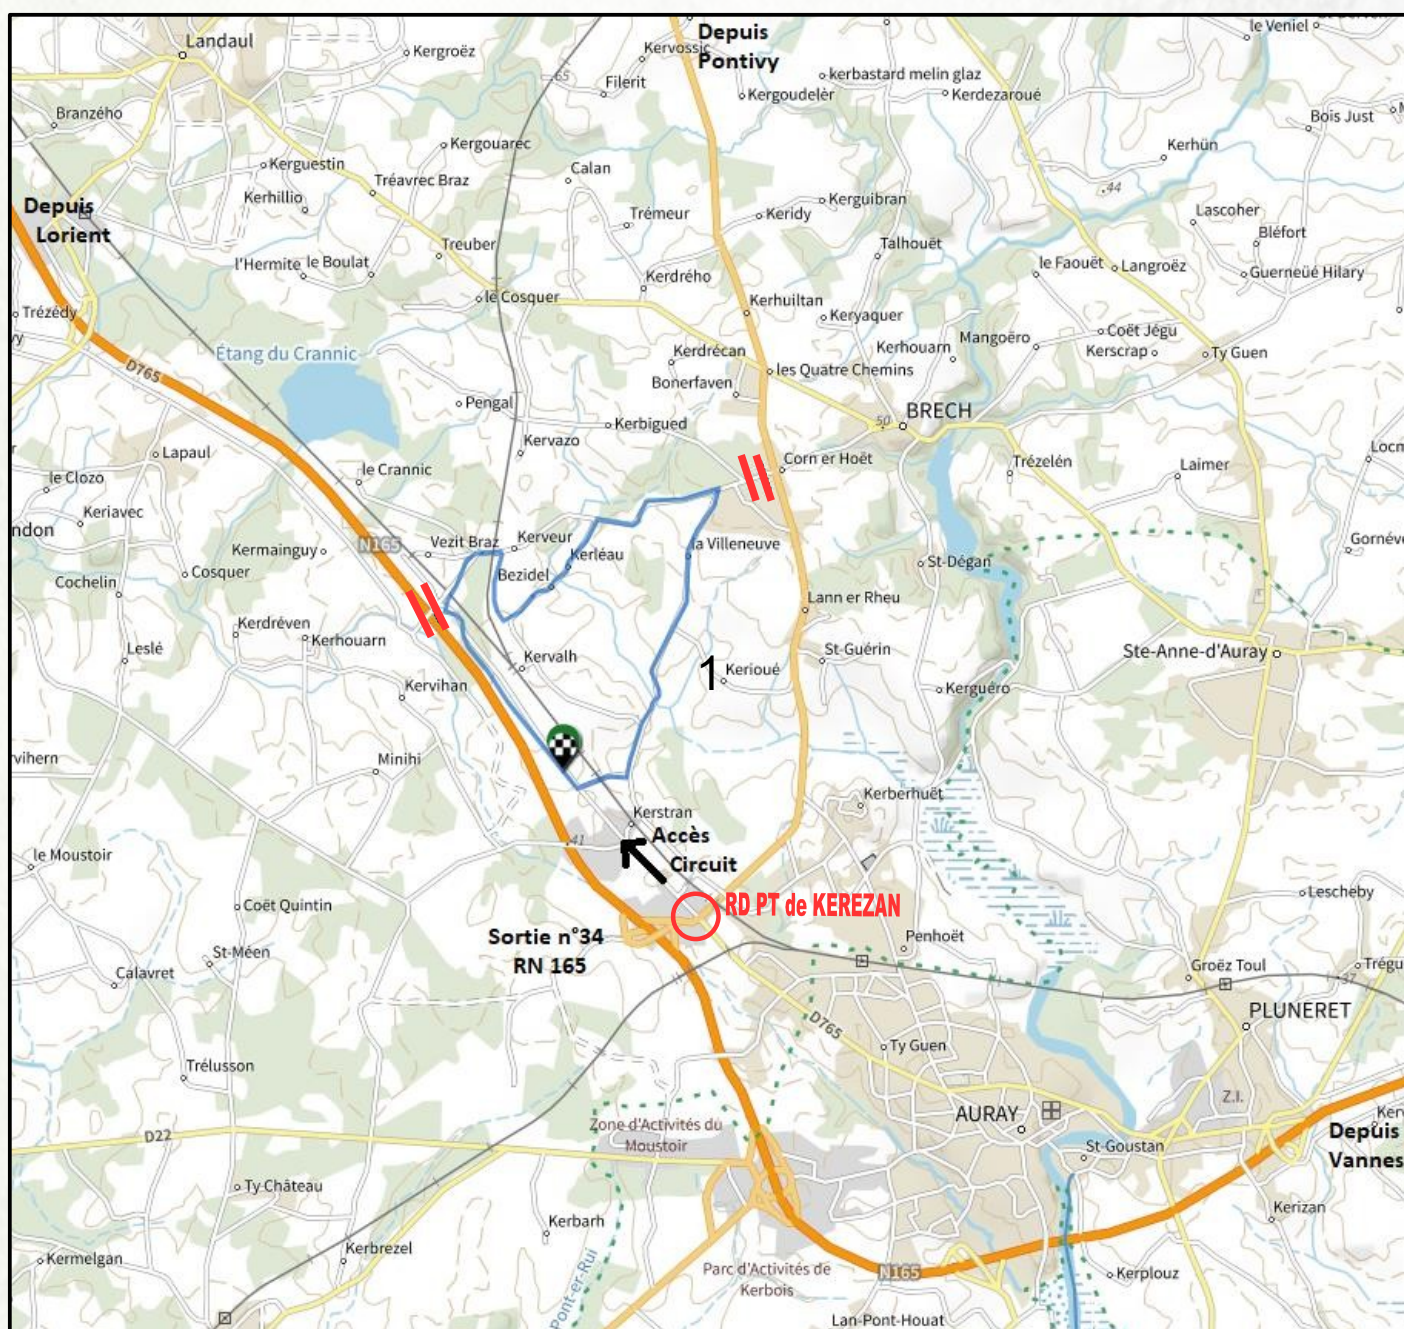 le Veniel
Landaul
Kergroëz
Kervossic
Depuis
Pontivy
65
Filerit
kerbastard melin glaz
Kergoudelèr
Kerdezaroué
Branzého
Bois Just
Kergouarec
Kerguestin
Calan
Kerhün
Tréavrec Braz
44
Kerhillio
Depuis
Lorient
Trémeur
Keridy
Kerguibran
Lascoher
Bléfort
Treuber
Talhouët
l'Hermite
le Boulat
Kerdrého
le Faouët
Langroëz
Guerneüé Hilary
le Cosquer
Kerhuiltan
Trézédy
Keryaquer
Coët Jégu
Mangoëro
Étang du Crannic
Kerdrécan
Kerhouarn
Kerscrap
Ty Guen
D765
les Quatre Chemins
Bonerfaven
Pengal
BRECH
50
Kerbigued
Kervazo
Lapaul
Corn er Hoët
le Crannic
Trézelén
Laimer
le Clozo
Keriavec
N165
Vezit Braz
Kerveur
la Villeneuve
Kermainguy
Kerléau
Cosquer
Bezidel
St-Dégan
Cochelin
Lann er Rheu
Kerdréven
Kerhouarn
Leslé
Kervalh
1
Kerioué
St-Guérin
Ste-Anne-d'Auray
Kervihan
Kerguéro
Minihi
Kerberhuët
Kerstran
41
Accès
Circuit
le Moustoir
Lescheby
Coët Quintin
RD PT de KEREZAN
Sortie n°34
RN 165
Penhoët
St-Méen
Calavret
Groëz Toul
37
D765
PLUNERET
Ty Guen
Trélusson
Z.I.
AURAY
Zone d'Activités du
Moustoir
D22
Depuis
Vannes
St-Goustan
Ty Château
Kerbarh
Kerizan
Kerbrezel
Kermelgan
Parc d'Activités de
Kerbois
N165
Kerplouz
Pont-er-Rui
Lan-Pont-Houat